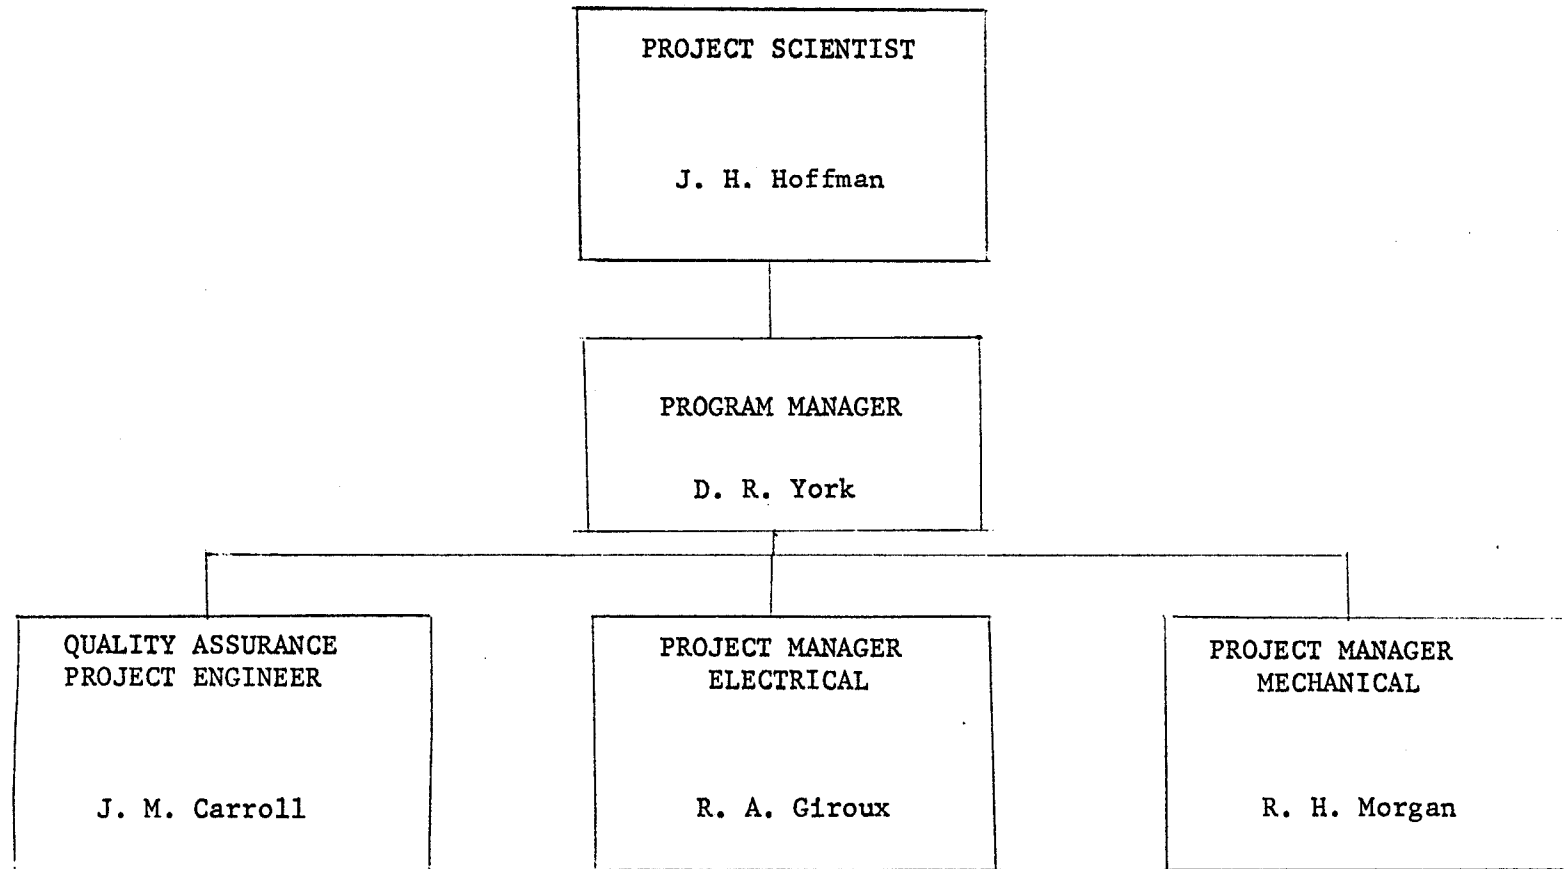 PROJECT SCIENTIST
J. H. Hoffman
PROGRAM MANAGER
D. R. York
QUALITY ASSURANCE
PROJECT ENGINEER
J. M. Carroll
PROJECT MANAGER
ELECTRICAL
R. A. Giroux
PROJECT MANAGER
MECHANICAL
R. H. Morgan